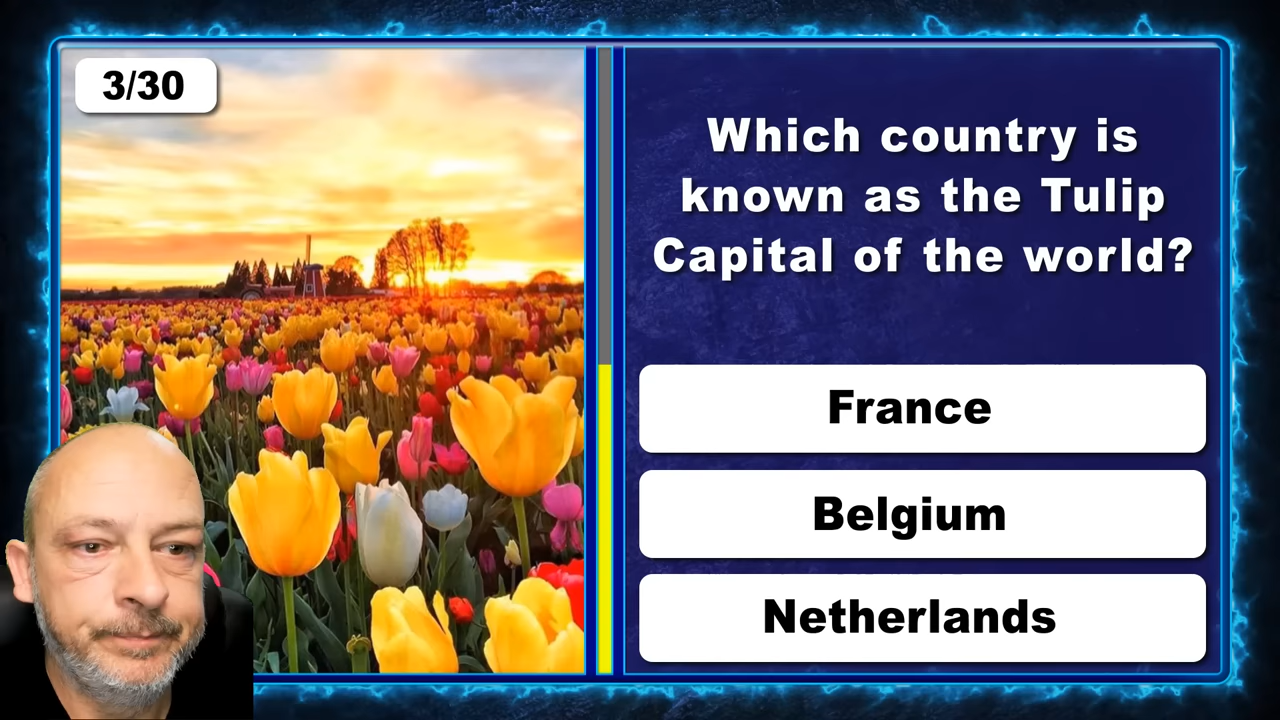 3/30
Which country is
known as the Tulip
Capital of the world?
France
Belgium
Netherlands